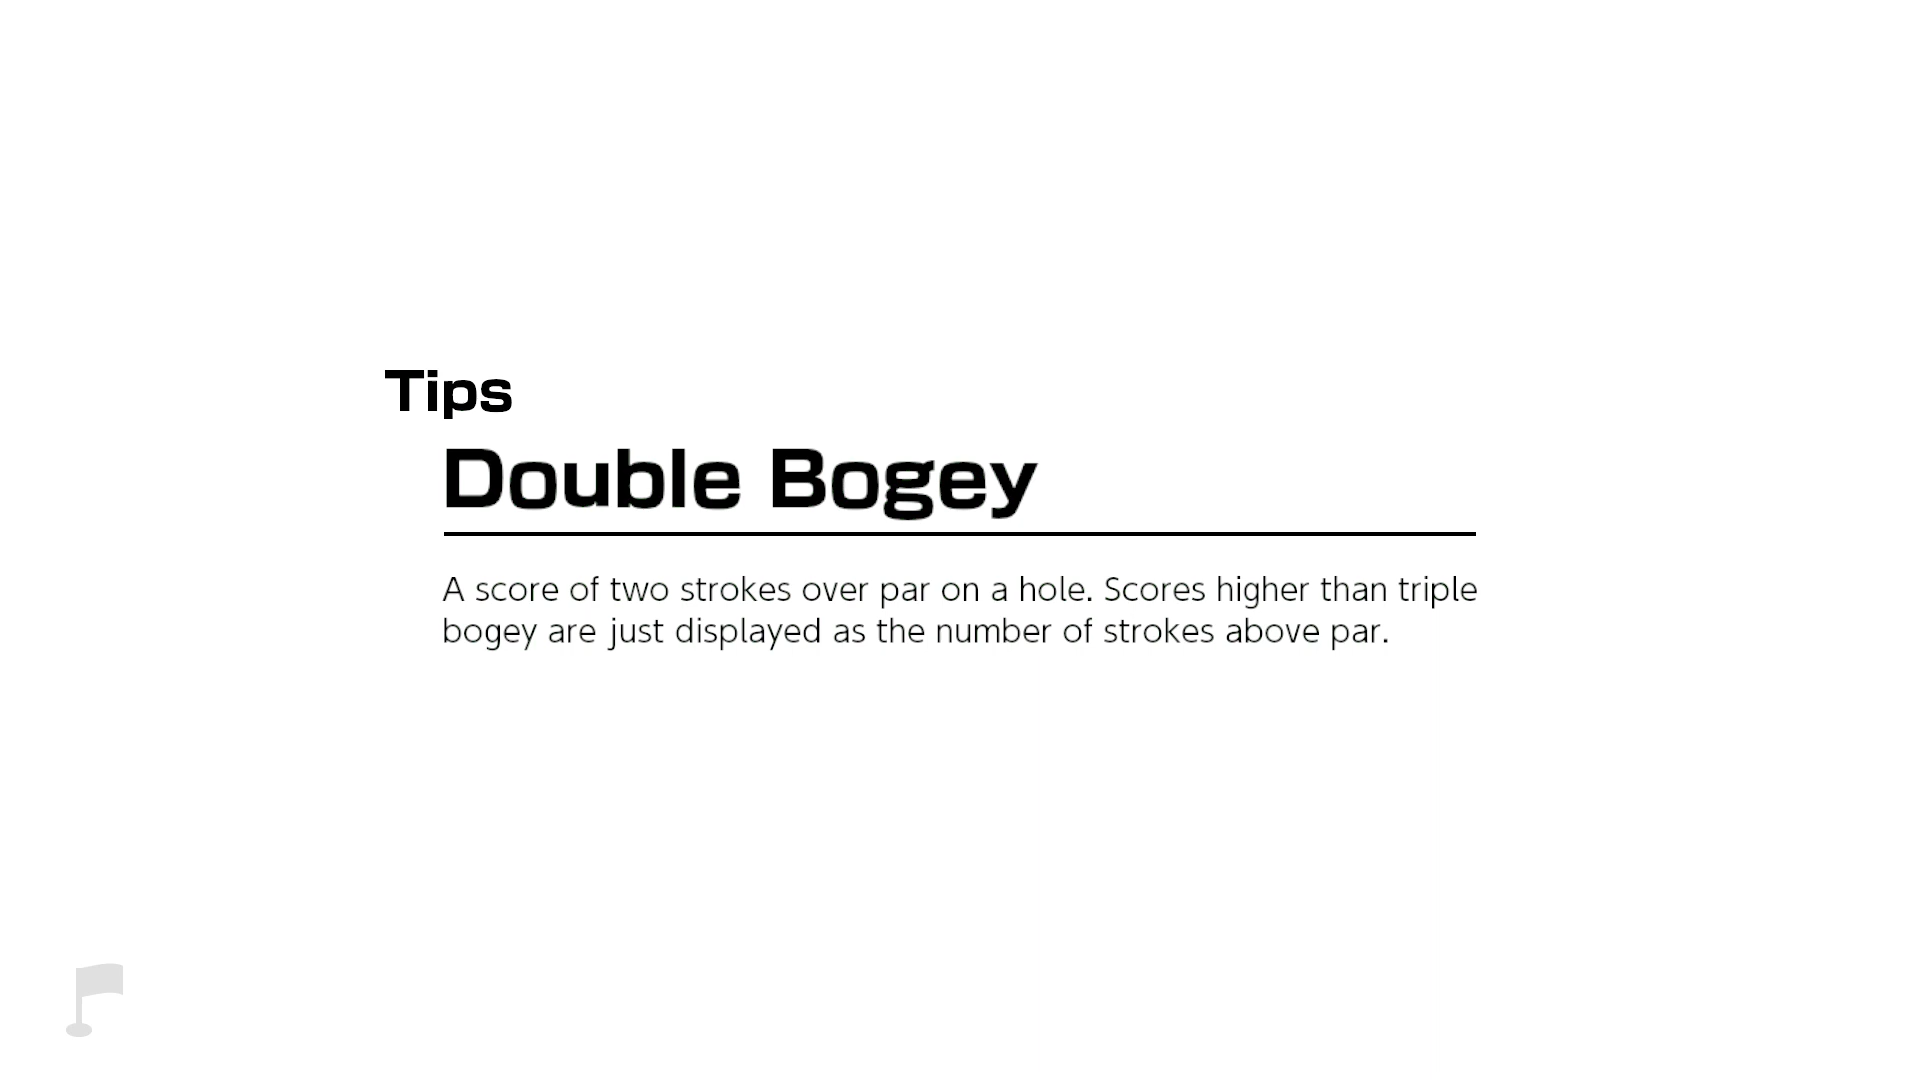 Tips
Double Bogey
A score of two strokes over par on a hole. Scores higher than triple
bogey are just displayed as the number of strokes above par.